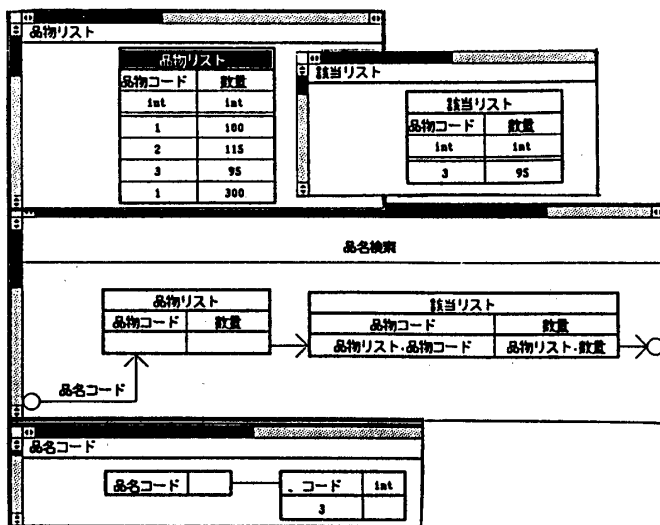 品物リスト
品物リスト
品物コード 数量
int int
1 100
2 115
3 95
1 300
該当リスト
該当リスト
品物コード 数量
int int
3 95
品名検索
品物リスト
品物コード 数量
該当リスト
品物コード 数量
品物リスト.品物コード 品物リスト.数量
品名コード
品名コード
品名コード
、コード int
3